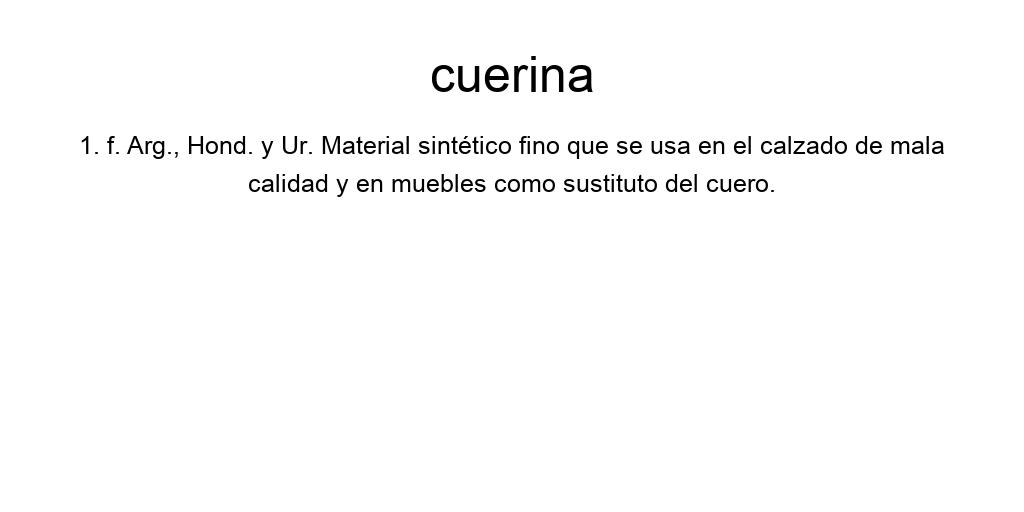 cuerina
1. f. Arg., Hond. y Ur. Material sintético fino que se usa en el calzado de mala
calidad y en muebles como sustituto del cuero.